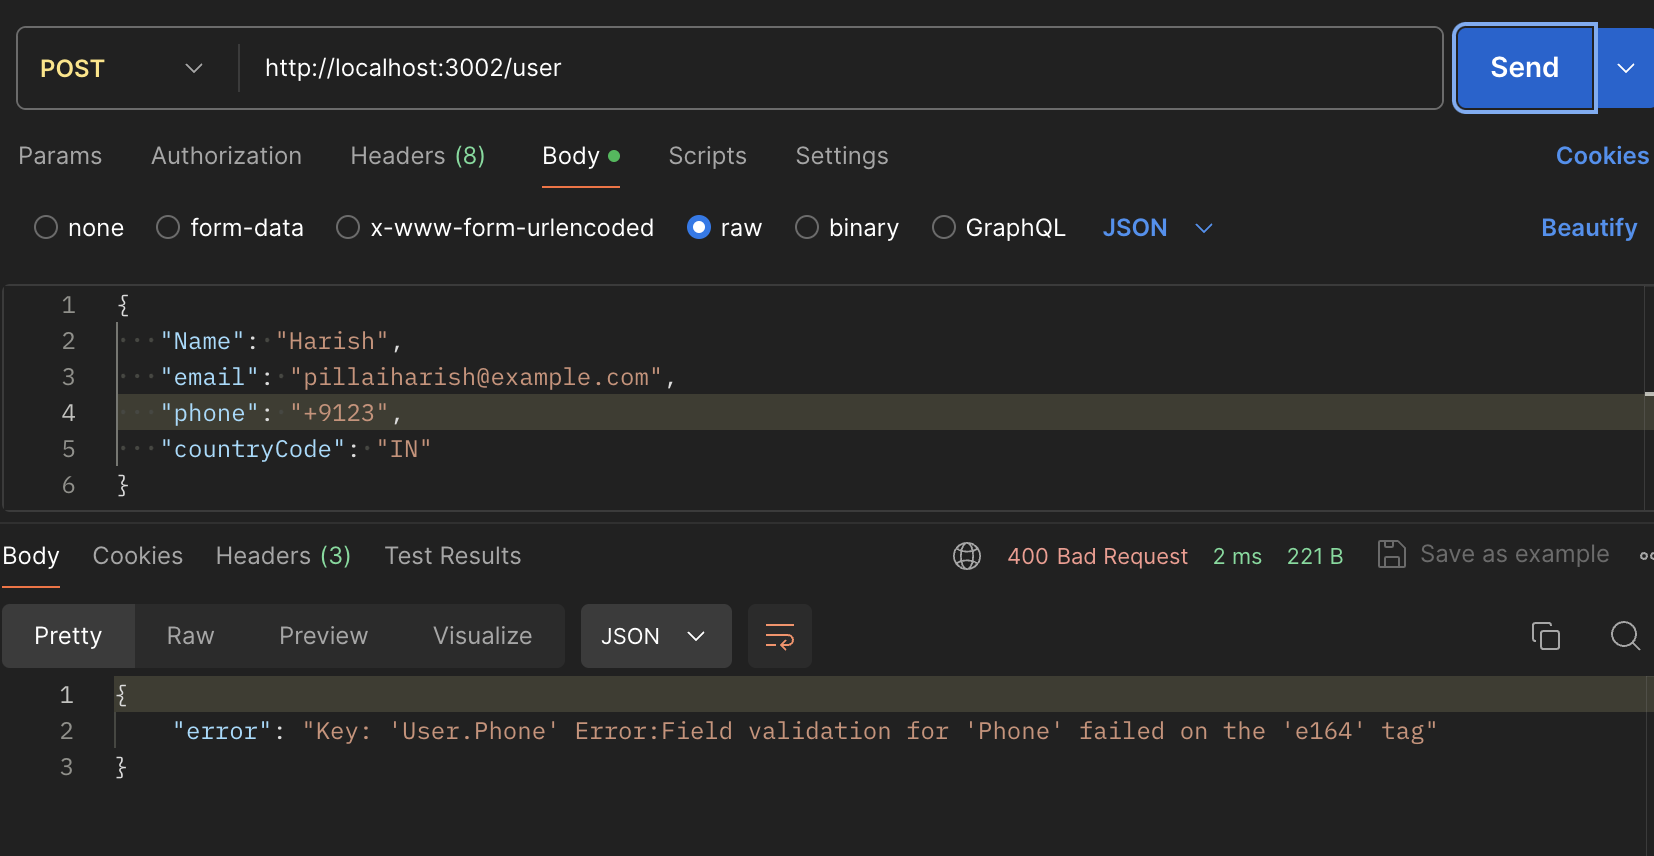 POST http://localhost:3002/user Send
Params Authorization Headers (8) Body Scripts Settings Cookies
none form-data x-www-form-urlencoded raw binary GraphQL JSON Beautify
1 {
2 "Name": "Harish",
3 "email": "pillaiharish@example.com",
4 "phone": "+9123",
5 "countryCode": "IN"
6 }
Body Cookies Headers (3) Test Results 400 Bad Request 2 ms 221 B Save as example
Pretty Raw Preview Visualize JSON
1 {
2 "error": "Key: 'User.Phone' Error:Field validation for 'Phone' failed on the 'e164' tag"
3 }